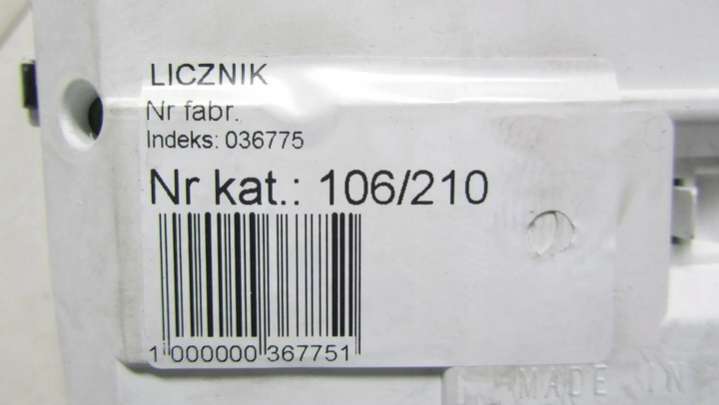 LICZNIK
Nr fabr.
Indeks: 036775
Nr kat.: 106/210
1 000000 367751
MADE IN